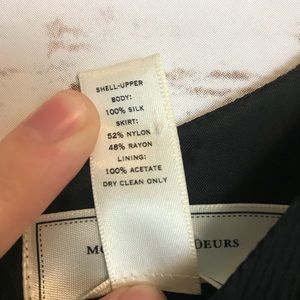 SHELL-UPPER
BODY:
100% SILK
SKIRT:
52% NYLON
48% RAYON
LINING:
100% ACETATE
DRY CLEAN ONLY